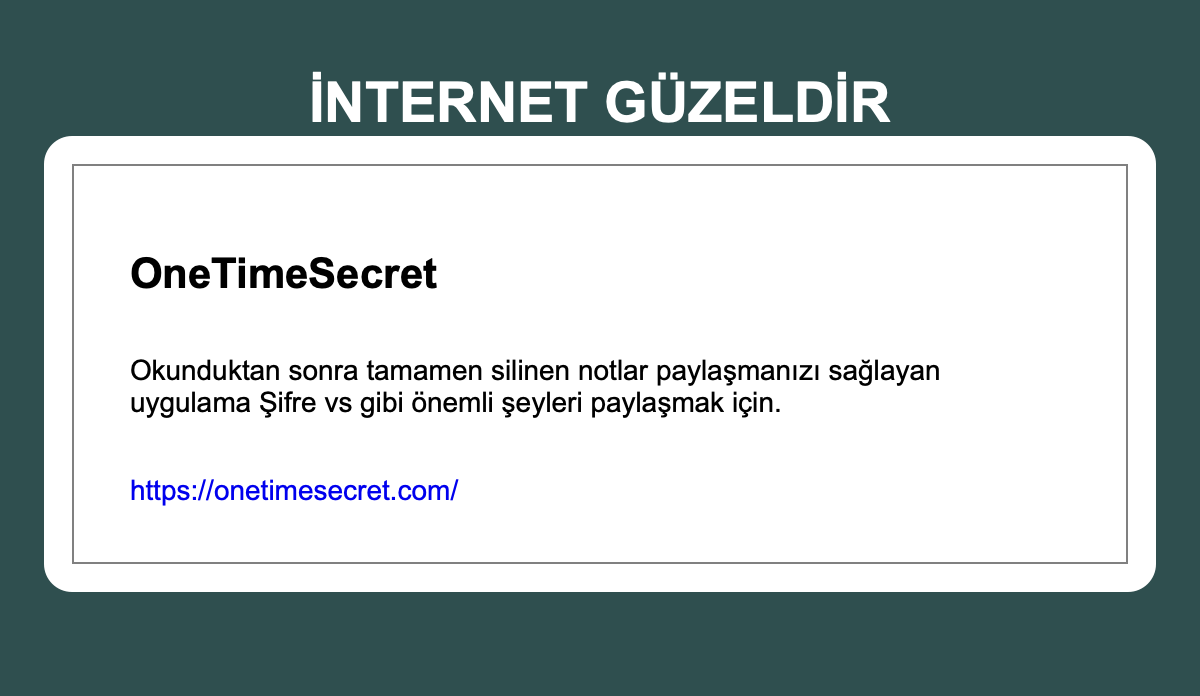 İNTERNET GÜZELDİR
OneTimeSecret
Okunduktan sonra tamamen silinen notlar paylaşmanızı sağlayan
uygulama Şifre vs gibi önemli şeyleri paylaşmak için.
https://onetimesecret.com/